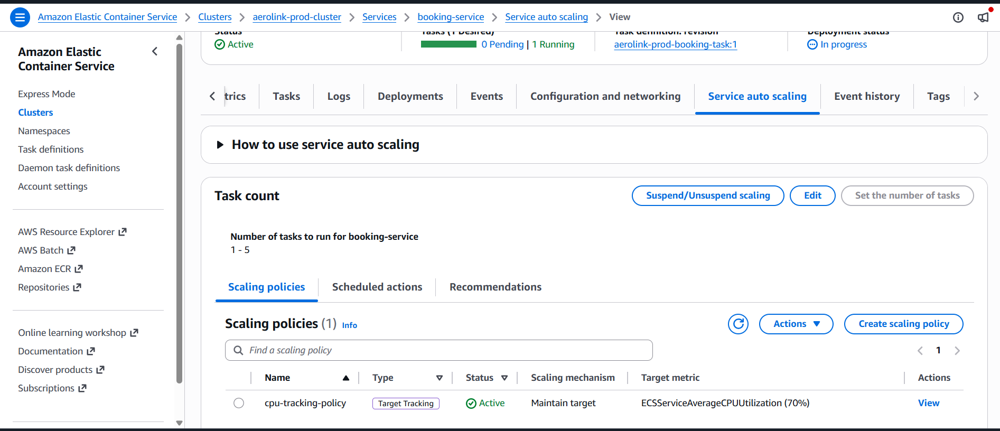 Amazon Elastic Container Service > Clusters > aerolink-prod-cluster > Services > booking-service > Service auto scaling > View
Amazon Elastic
Container Service
Express Mode
Clusters
Namespaces
Task definitions
Daemon task definitions
Account settings
AWS Resource Explorer
AWS Batch
Amazon ECR
Repositories
Online learning workshop
Documentation
Discover products
Subscriptions
Status
Active
Tasks (1 Desired)
0 Pending | 1 Running
Task definition: revision
aerolink-prod-booking-task:1
Deployment status
In progress
trics
Tasks
Logs
Deployments
Events
Configuration and networking
Service auto scaling
Event history
Tags
How to use service auto scaling
Task count
Suspend/Unsuspend scaling
Edit
Set the number of tasks
Number of tasks to run for booking-service
1 - 5
Scaling policies
Scheduled actions
Recommendations
Scaling policies (1) Info
Actions
Create scaling policy
Find a scaling policy
1
Name Type Status Scaling mechanism Target metric Actions
cpu-tracking-policy Target Tracking Active Maintain target ECSServiceAverageCPUUtilization (70%) View